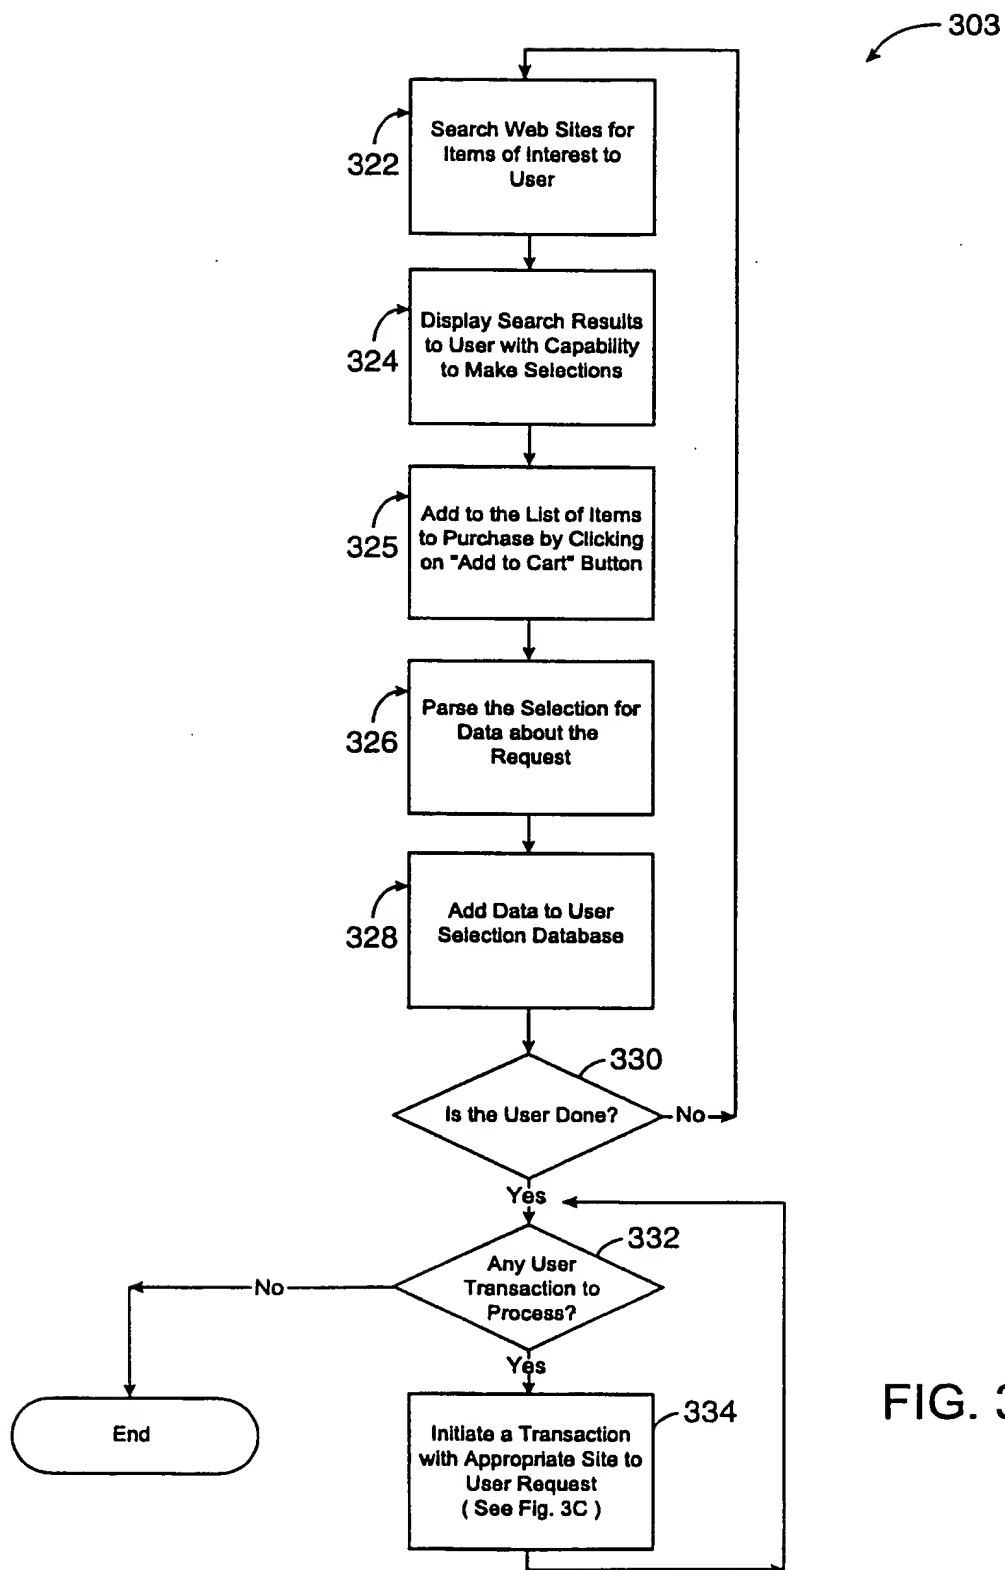 303
322
Search Web Sites for
Items of Interest to
User
324
Display Search Results
to User with Capability
to Make Selections
325
Add to the List of Items
to Purchase by Clicking
on "Add to Cart" Button
326
Parse the Selection for
Data about the
Request
328
Add Data to User
Selection Database
330
Is the User Done?
No
Yes
332
Any User
Transaction to
Process?
No
Yes
End
334
Initiate a Transaction
with Appropriate Site to
User Request
( See Fig. 3C )
FIG. 3